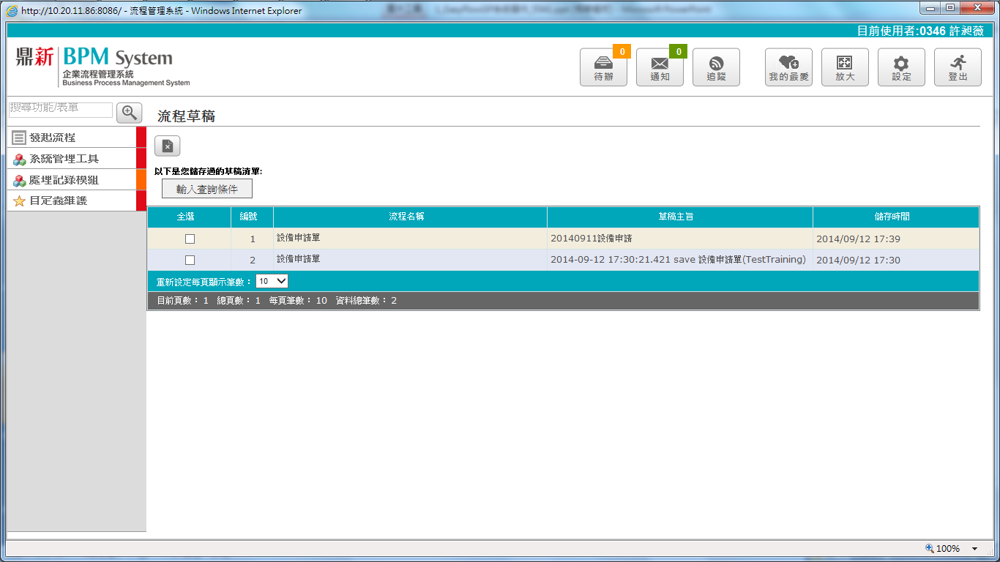 http://10.20.11.86:8086/ - 流程管理系統 - Windows Internet Explorer
目前使用者:0346 許昶薇
鼎新 BPM System
企業流程管理系統
Business Process Management System
0
待辦
0
通知
追蹤
我的最愛
放大
設定
登出
搜尋功能/表單
流程草稿
發起流程
系統管理工具
處理記錄模組
自定義維護
以下是您儲存過的草稿清單:
輸入查詢條件
全選 編號 流程名稱 草稿主旨 儲存時間
1 設備申請單 20140911設備申請 2014/09/12 17:39
2 設備申請單 2014-09-12 17:30:21.421 save 設備申請單(TestTraining) 2014/09/12 17:30
重新設定每頁顯示筆數： 10
目前頁數： 1 總頁數： 1 每頁筆數： 10 資料總筆數： 2
100%